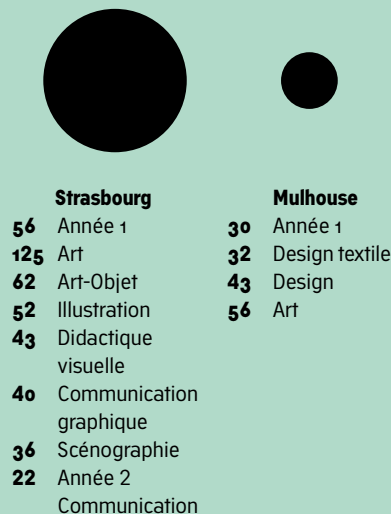 Strasbourg
56 Année 1
125 Art
62 Art-Objet
52 Illustration
43 Didactique
visuelle
40 Communication
graphique
36 Scénographie
22 Année 2
Communication
Mulhouse
30 Année 1
32 Design textile
43 Design
56 Art